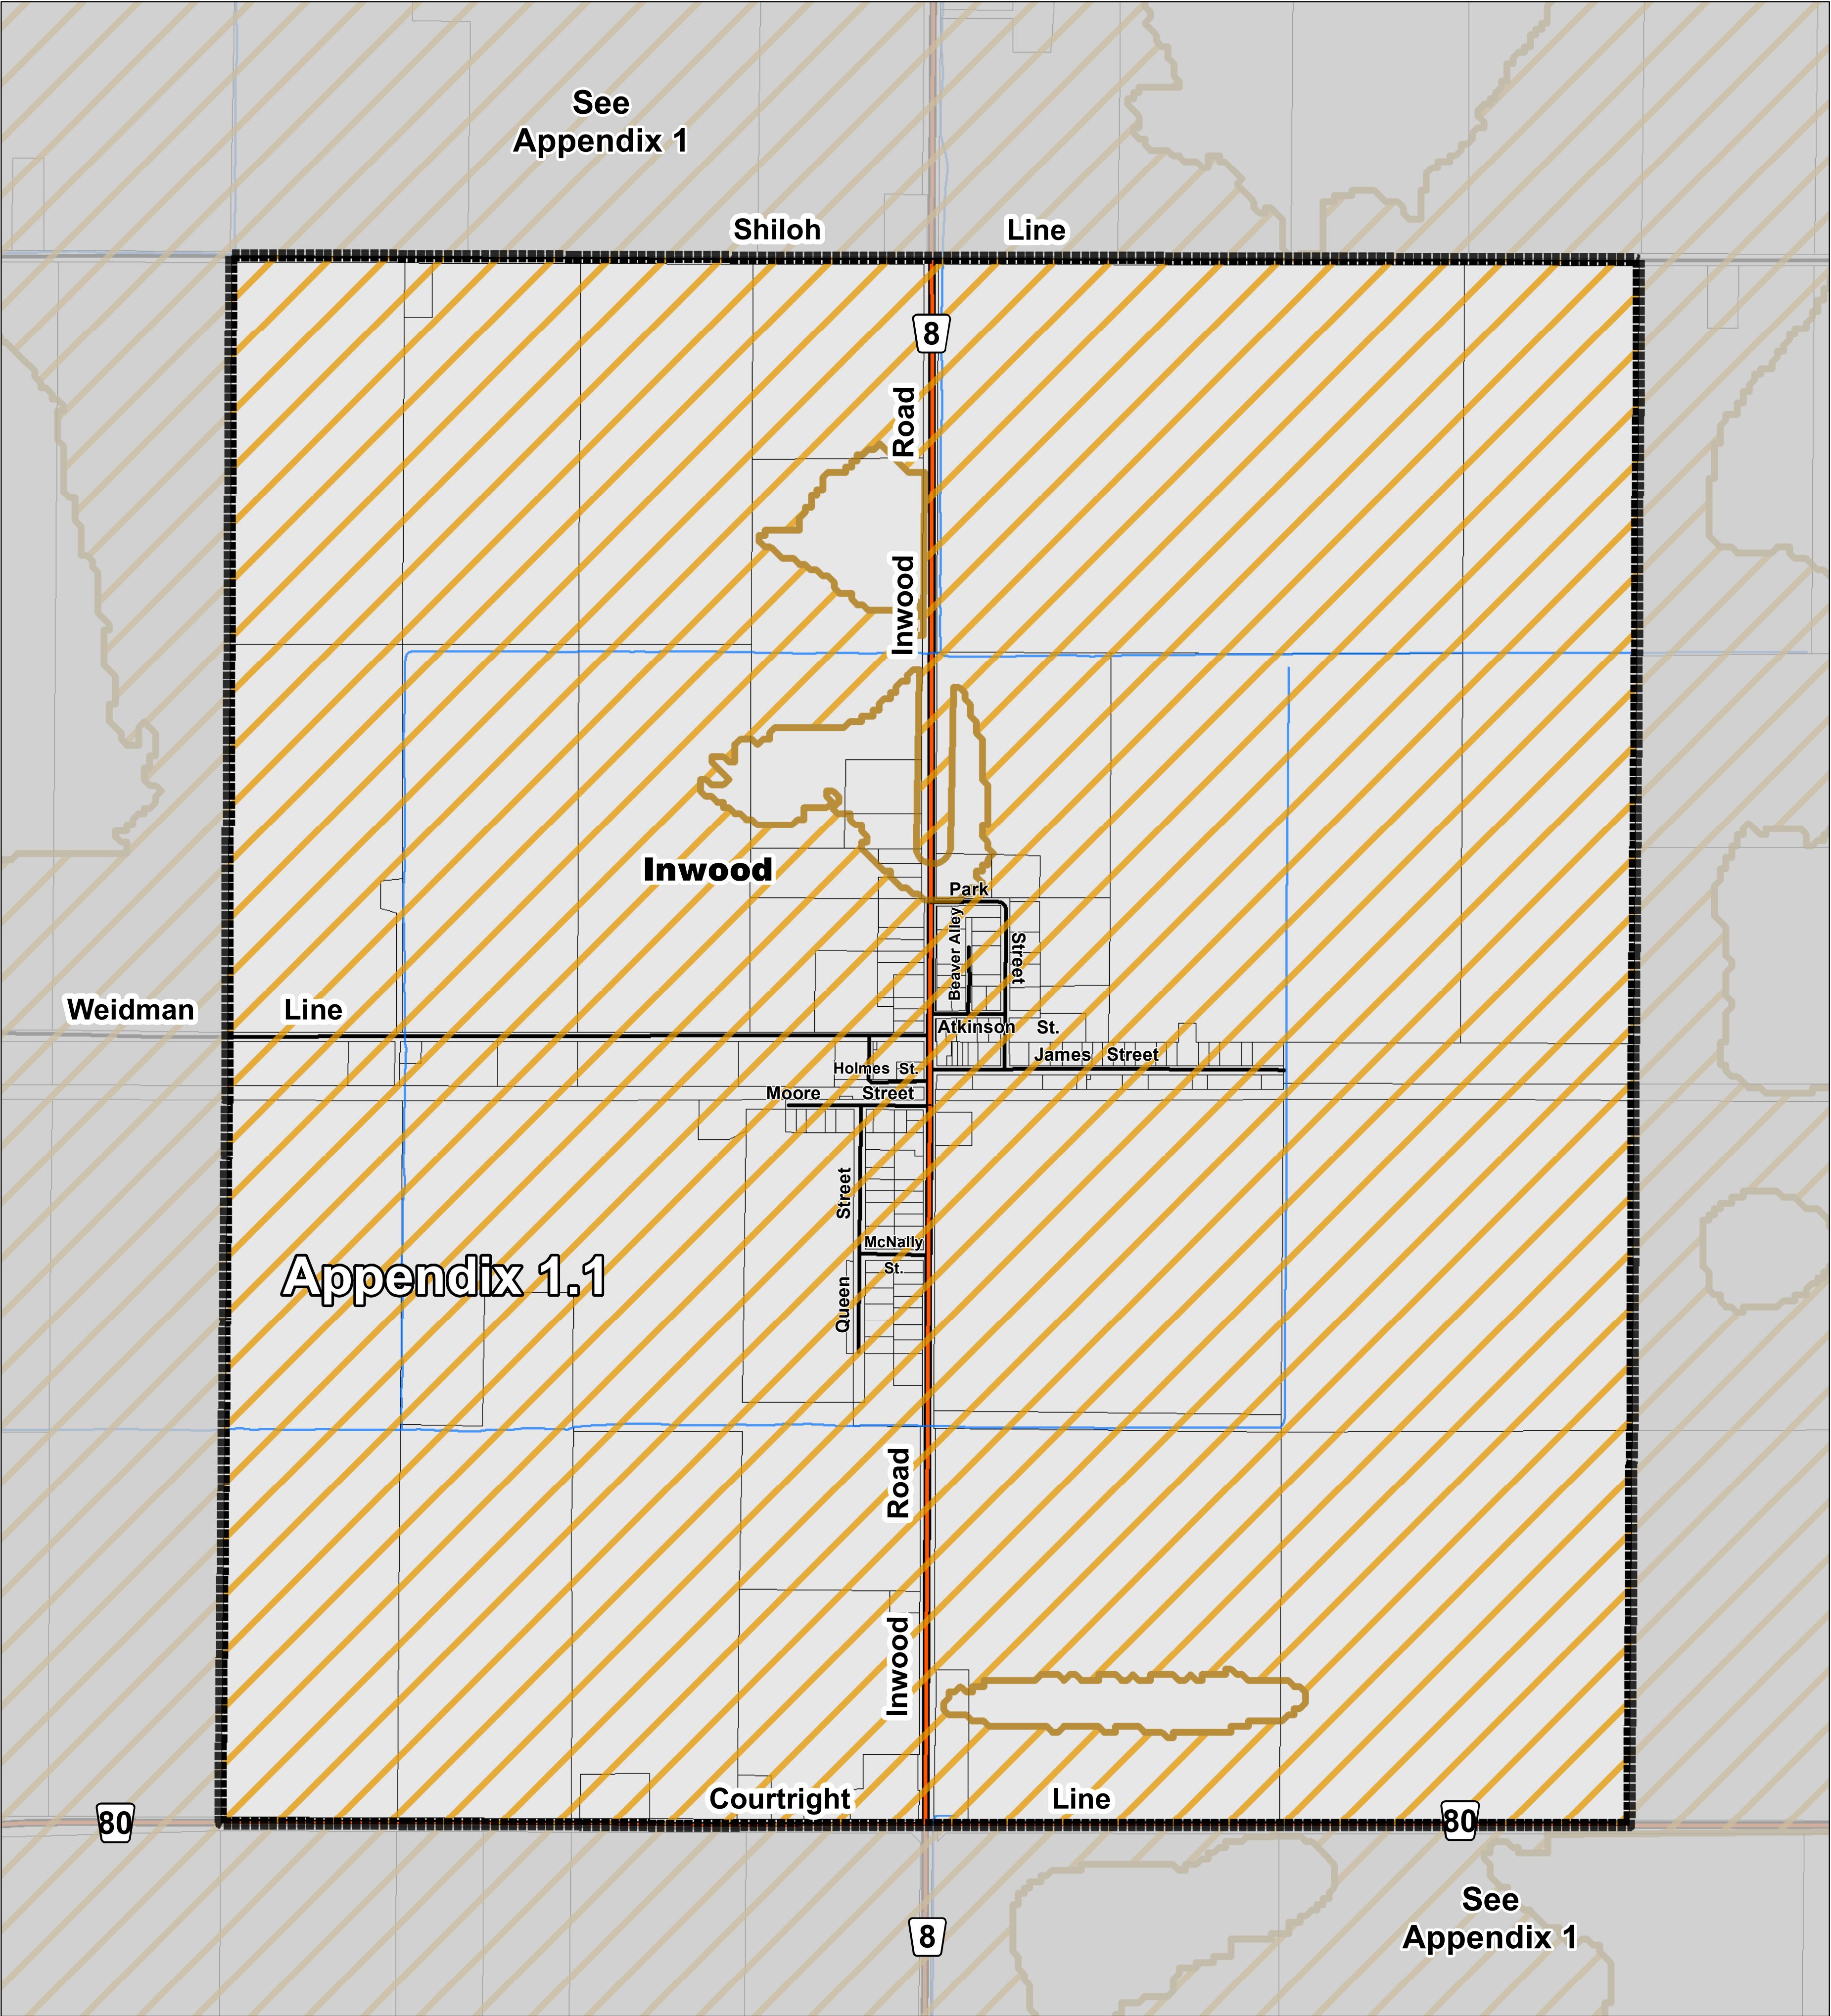 See
Appendix 1
Shiloh Line
8
Road
Inwood
Inwood
Park
Beaver Alley
Street
Weidman Line
Atkinson St.
James Street
Holmes St.
Moore Street
Street
McNally
St.
Queen
Appendix 1.1
Road
Inwood
Courtright Line
80
80
See
Appendix 1
8